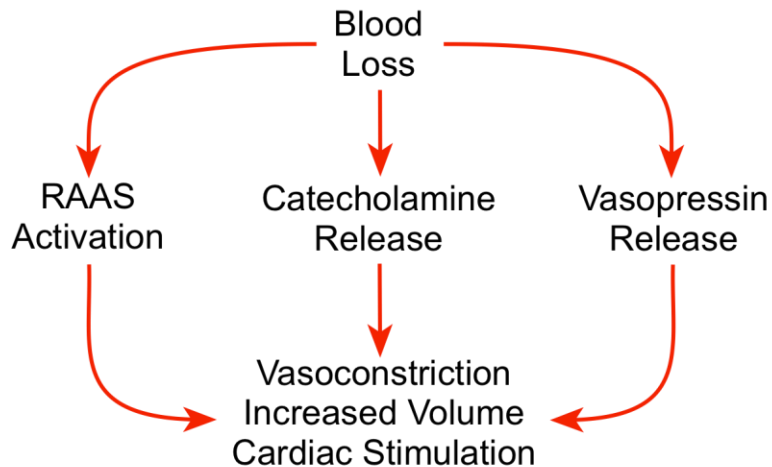 Blood
Loss
RAAS
Activation
Catecholamine
Release
Vasopressin
Release
Vasoconstriction
Increased Volume
Cardiac Stimulation